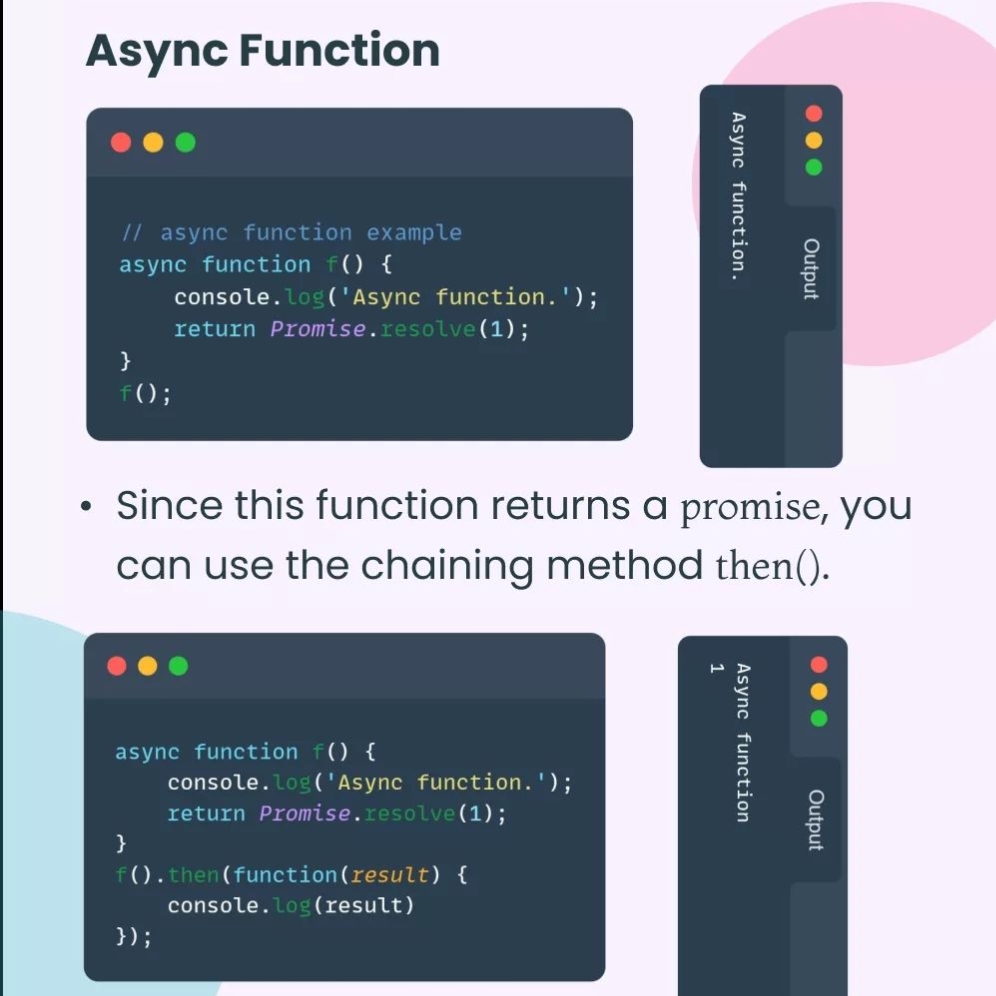 Async Function
// async function example
async function f() {
    console.log('Async function.');
    return Promise.resolve(1);
}
f();
Output
Async function.
• Since this function returns a promise, you
can use the chaining method then().
async function f() {
    console.log('Async function.');
    return Promise.resolve(1);
}
f().then(function(result) {
    console.log(result)
});
Output
Async function
1